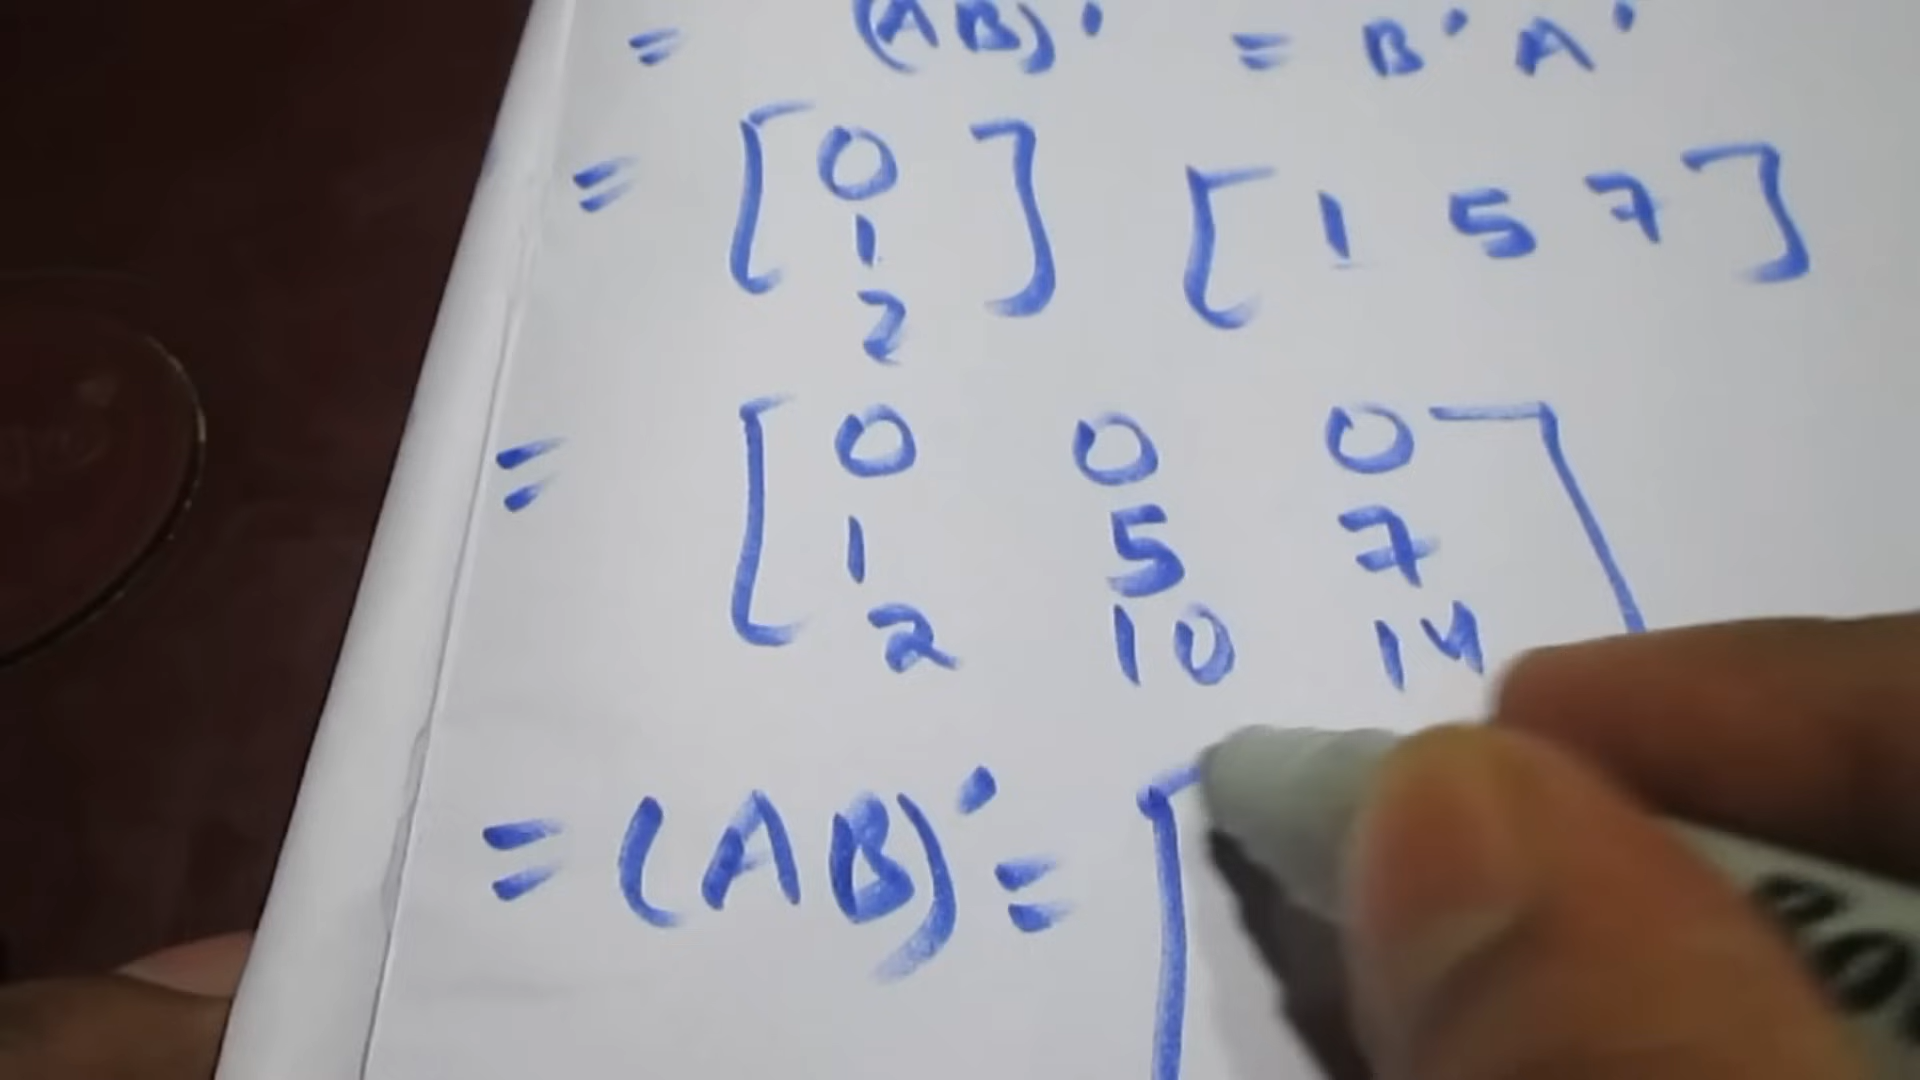 = (AB)' = B' A'
= [ 0 ] [ 1 5 7 ]
1
2
= [ 0 0 0 ]
1 5 7
2 10 14
= (AB)' = [